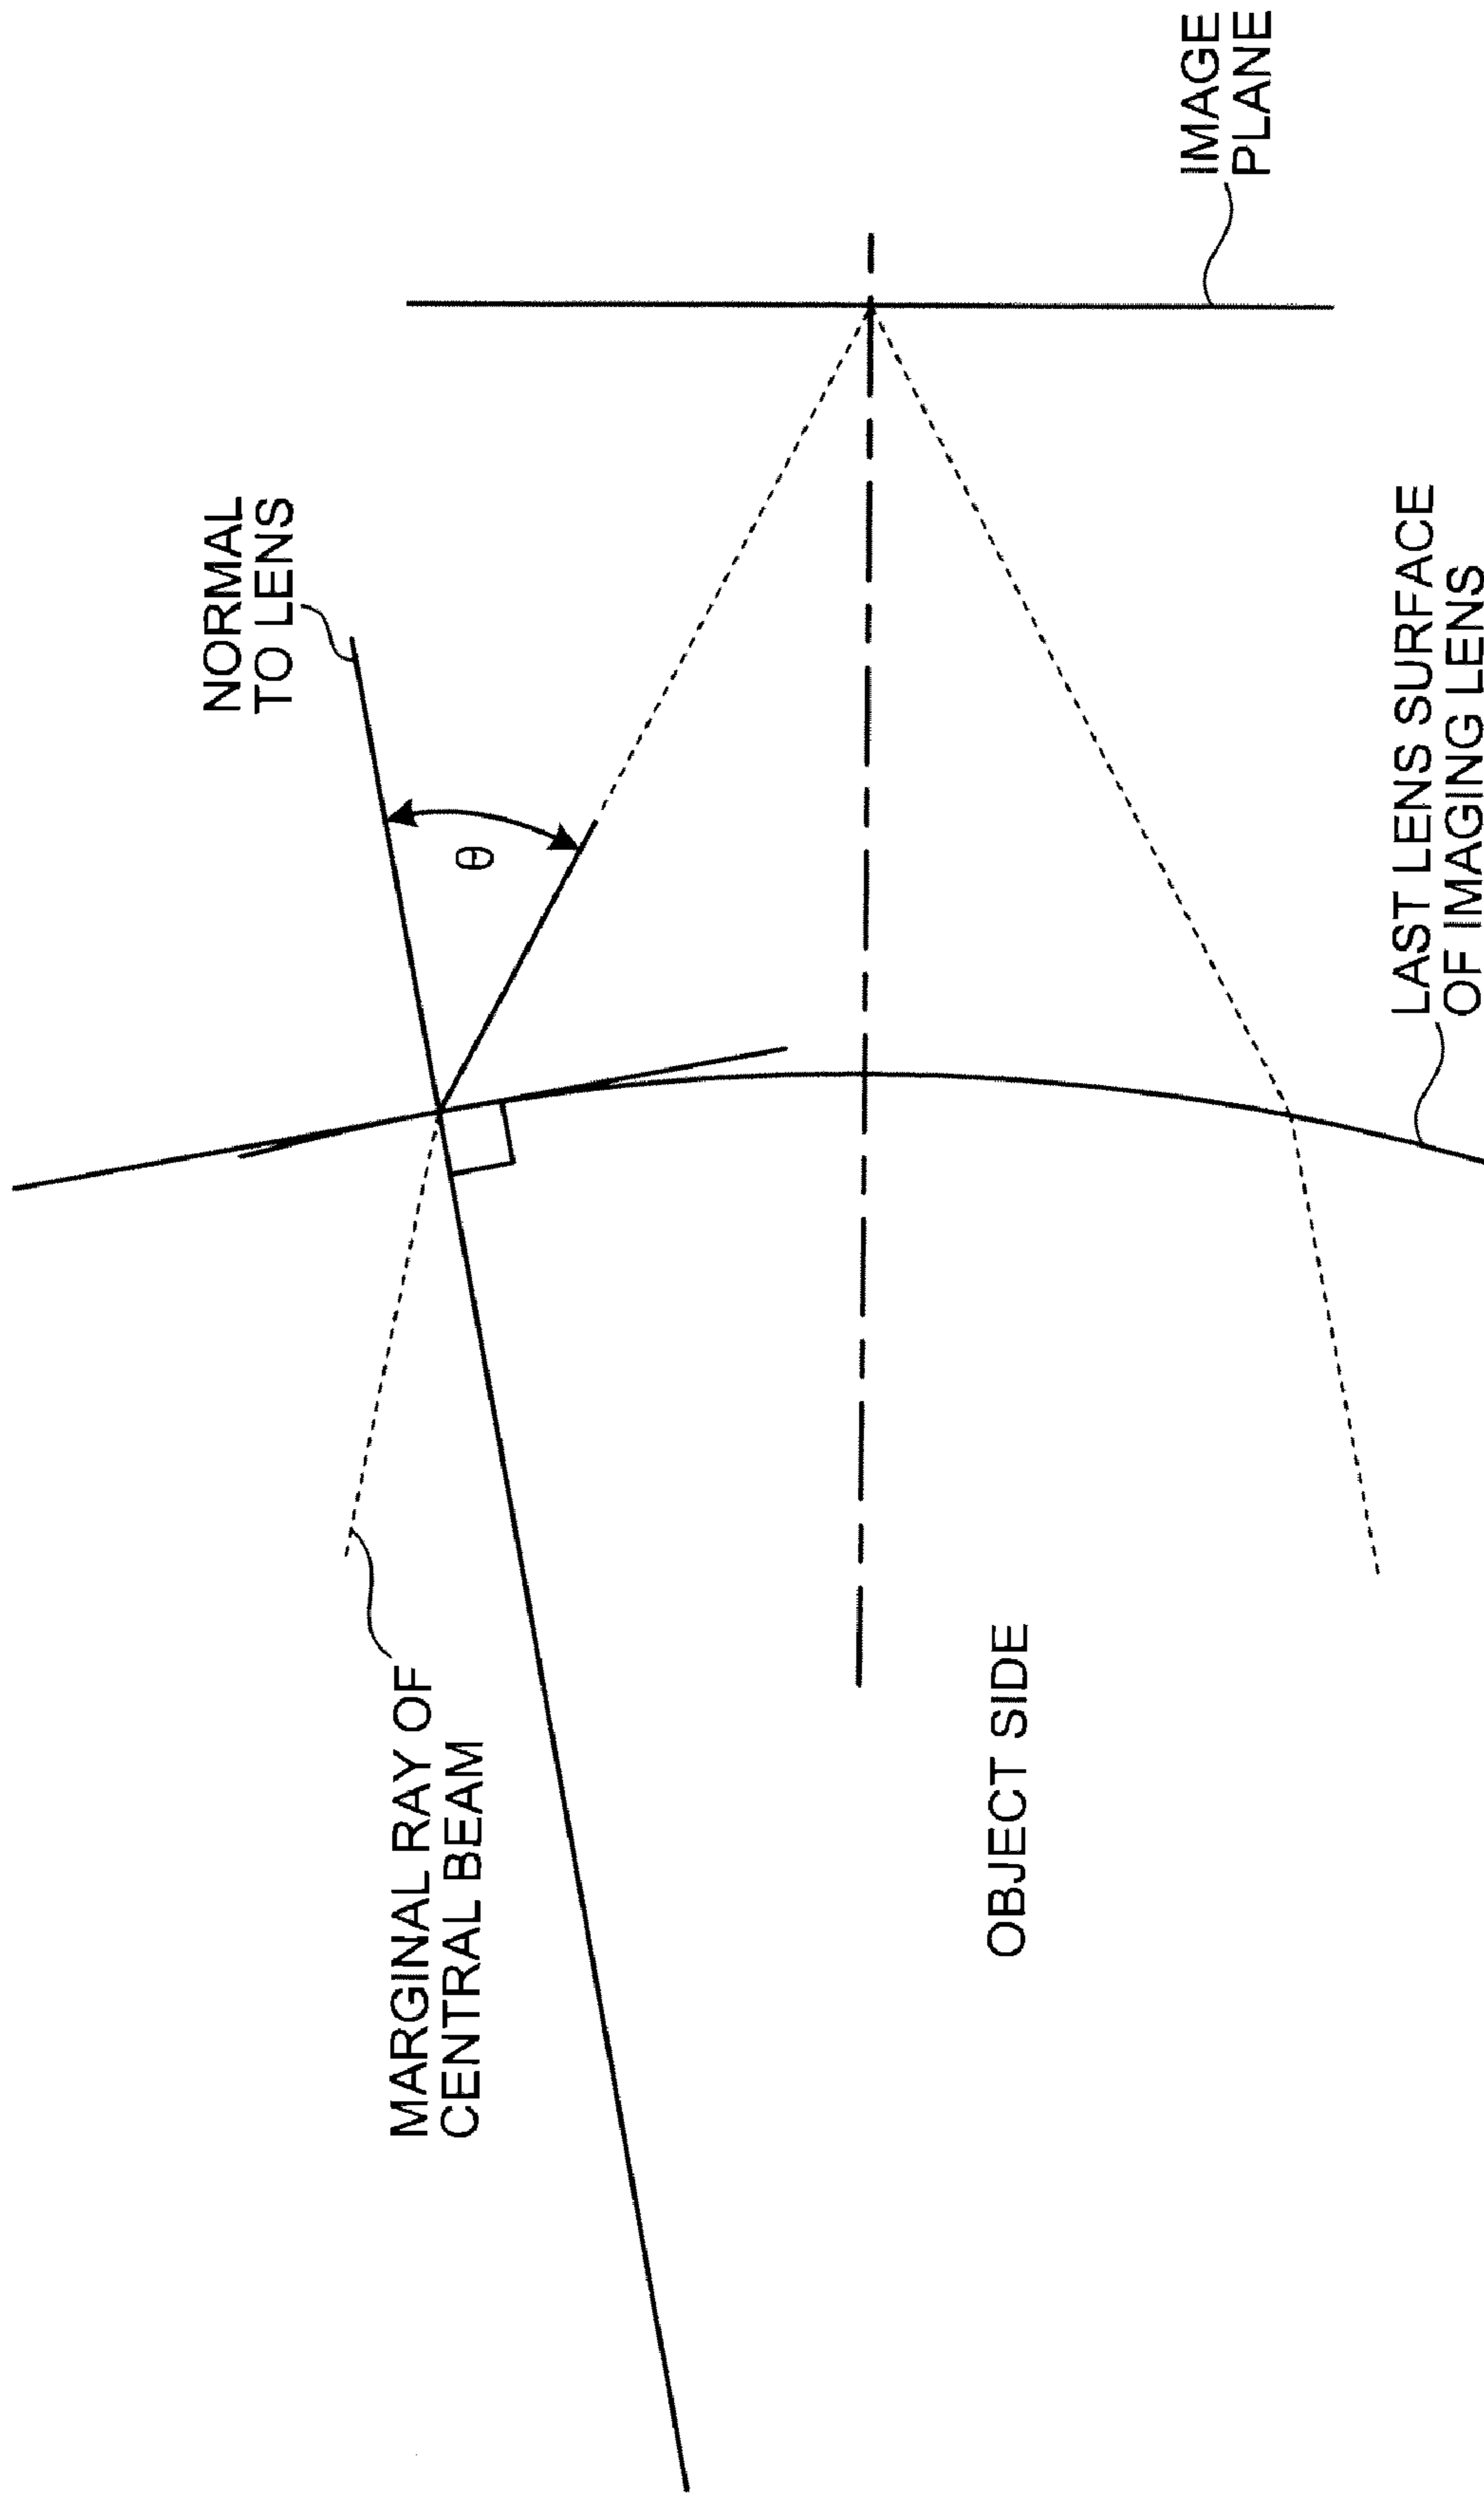 NORMAL
TO LENS
IMAGE
PLANE
θ
MARGINAL RAY OF
CENTRAL BEAM
OBJECT SIDE
LAST LENS SURFACE
OF IMAGING LENS